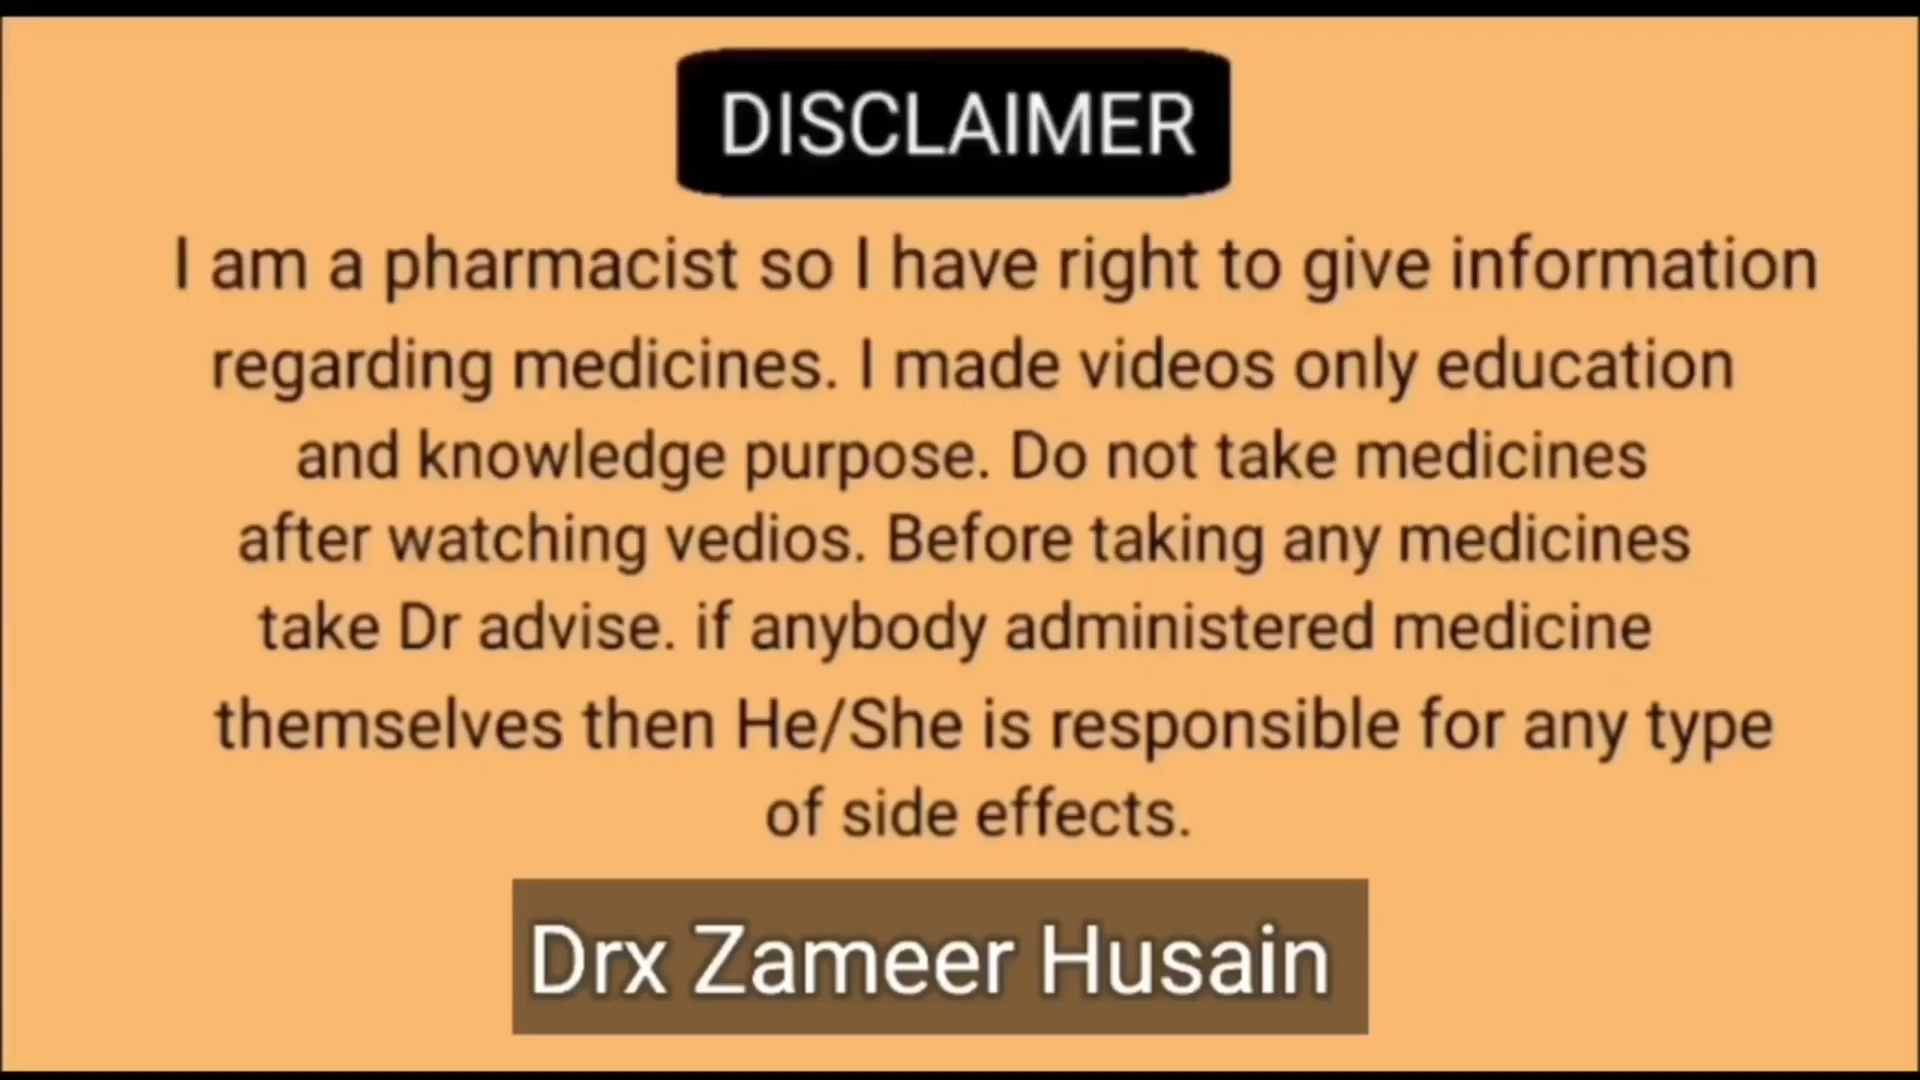 DISCLAIMER
I am a pharmacist so I have right to give information
regarding medicines. I made videos only education
and knowledge purpose. Do not take medicines
after watching vedios. Before taking any medicines
take Dr advise. if anybody administered medicine
themselves then He/She is responsible for any type
of side effects.
Drx Zameer Husain